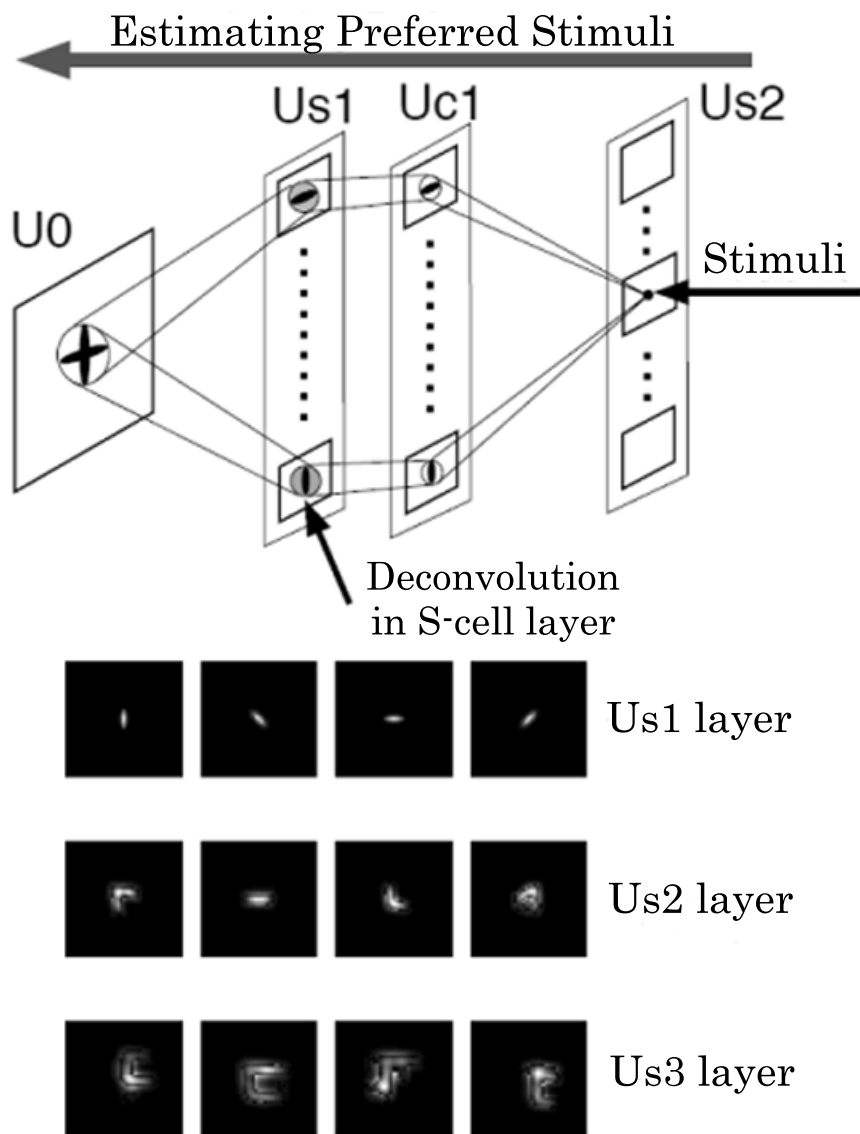 Estimating Preferred Stimuli
Us1
Uc1
Us2
U0
Stimuli
Deconvolution
in S-cell layer
Us1 layer
Us2 layer
Us3 layer